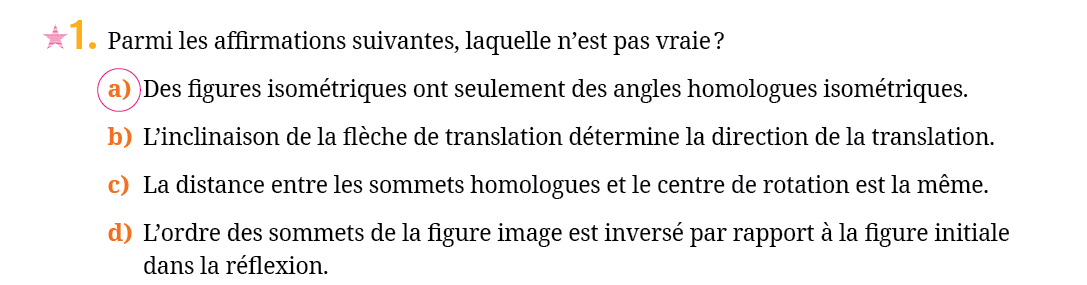 1. Parmi les affirmations suivantes, laquelle n’est pas vraie ?
a) Des figures isométriques ont seulement des angles homologues isométriques.
b) L’inclinaison de la flèche de translation détermine la direction de la translation.
c) La distance entre les sommets homologues et le centre de rotation est la même.
d) L’ordre des sommets de la figure image est inversé par rapport à la figure initiale
dans la réflexion.